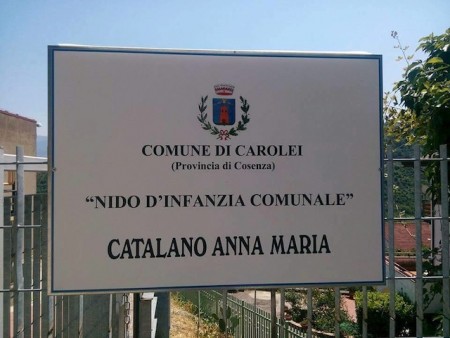 COMUNE DI CAROLEI
(Provincia di Cosenza)
“NIDO D’INFANZIA COMUNALE”
CATALANO ANNA MARIA